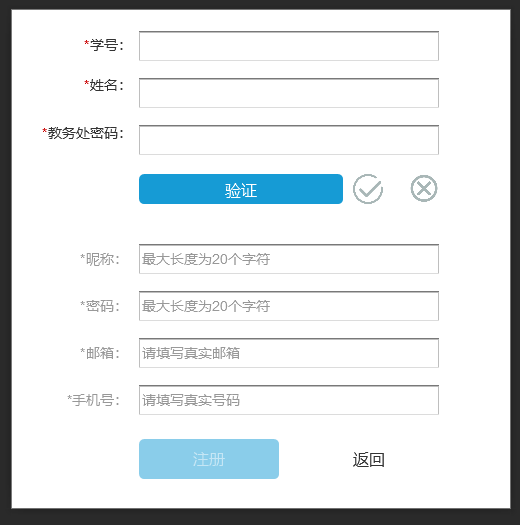 *学号：
*姓名：
*教务处密码：
验证
*昵称： 最大长度为20个字符
*密码： 最大长度为20个字符
*邮箱： 请填写真实邮箱
*手机号： 请填写真实号码
注册 返回